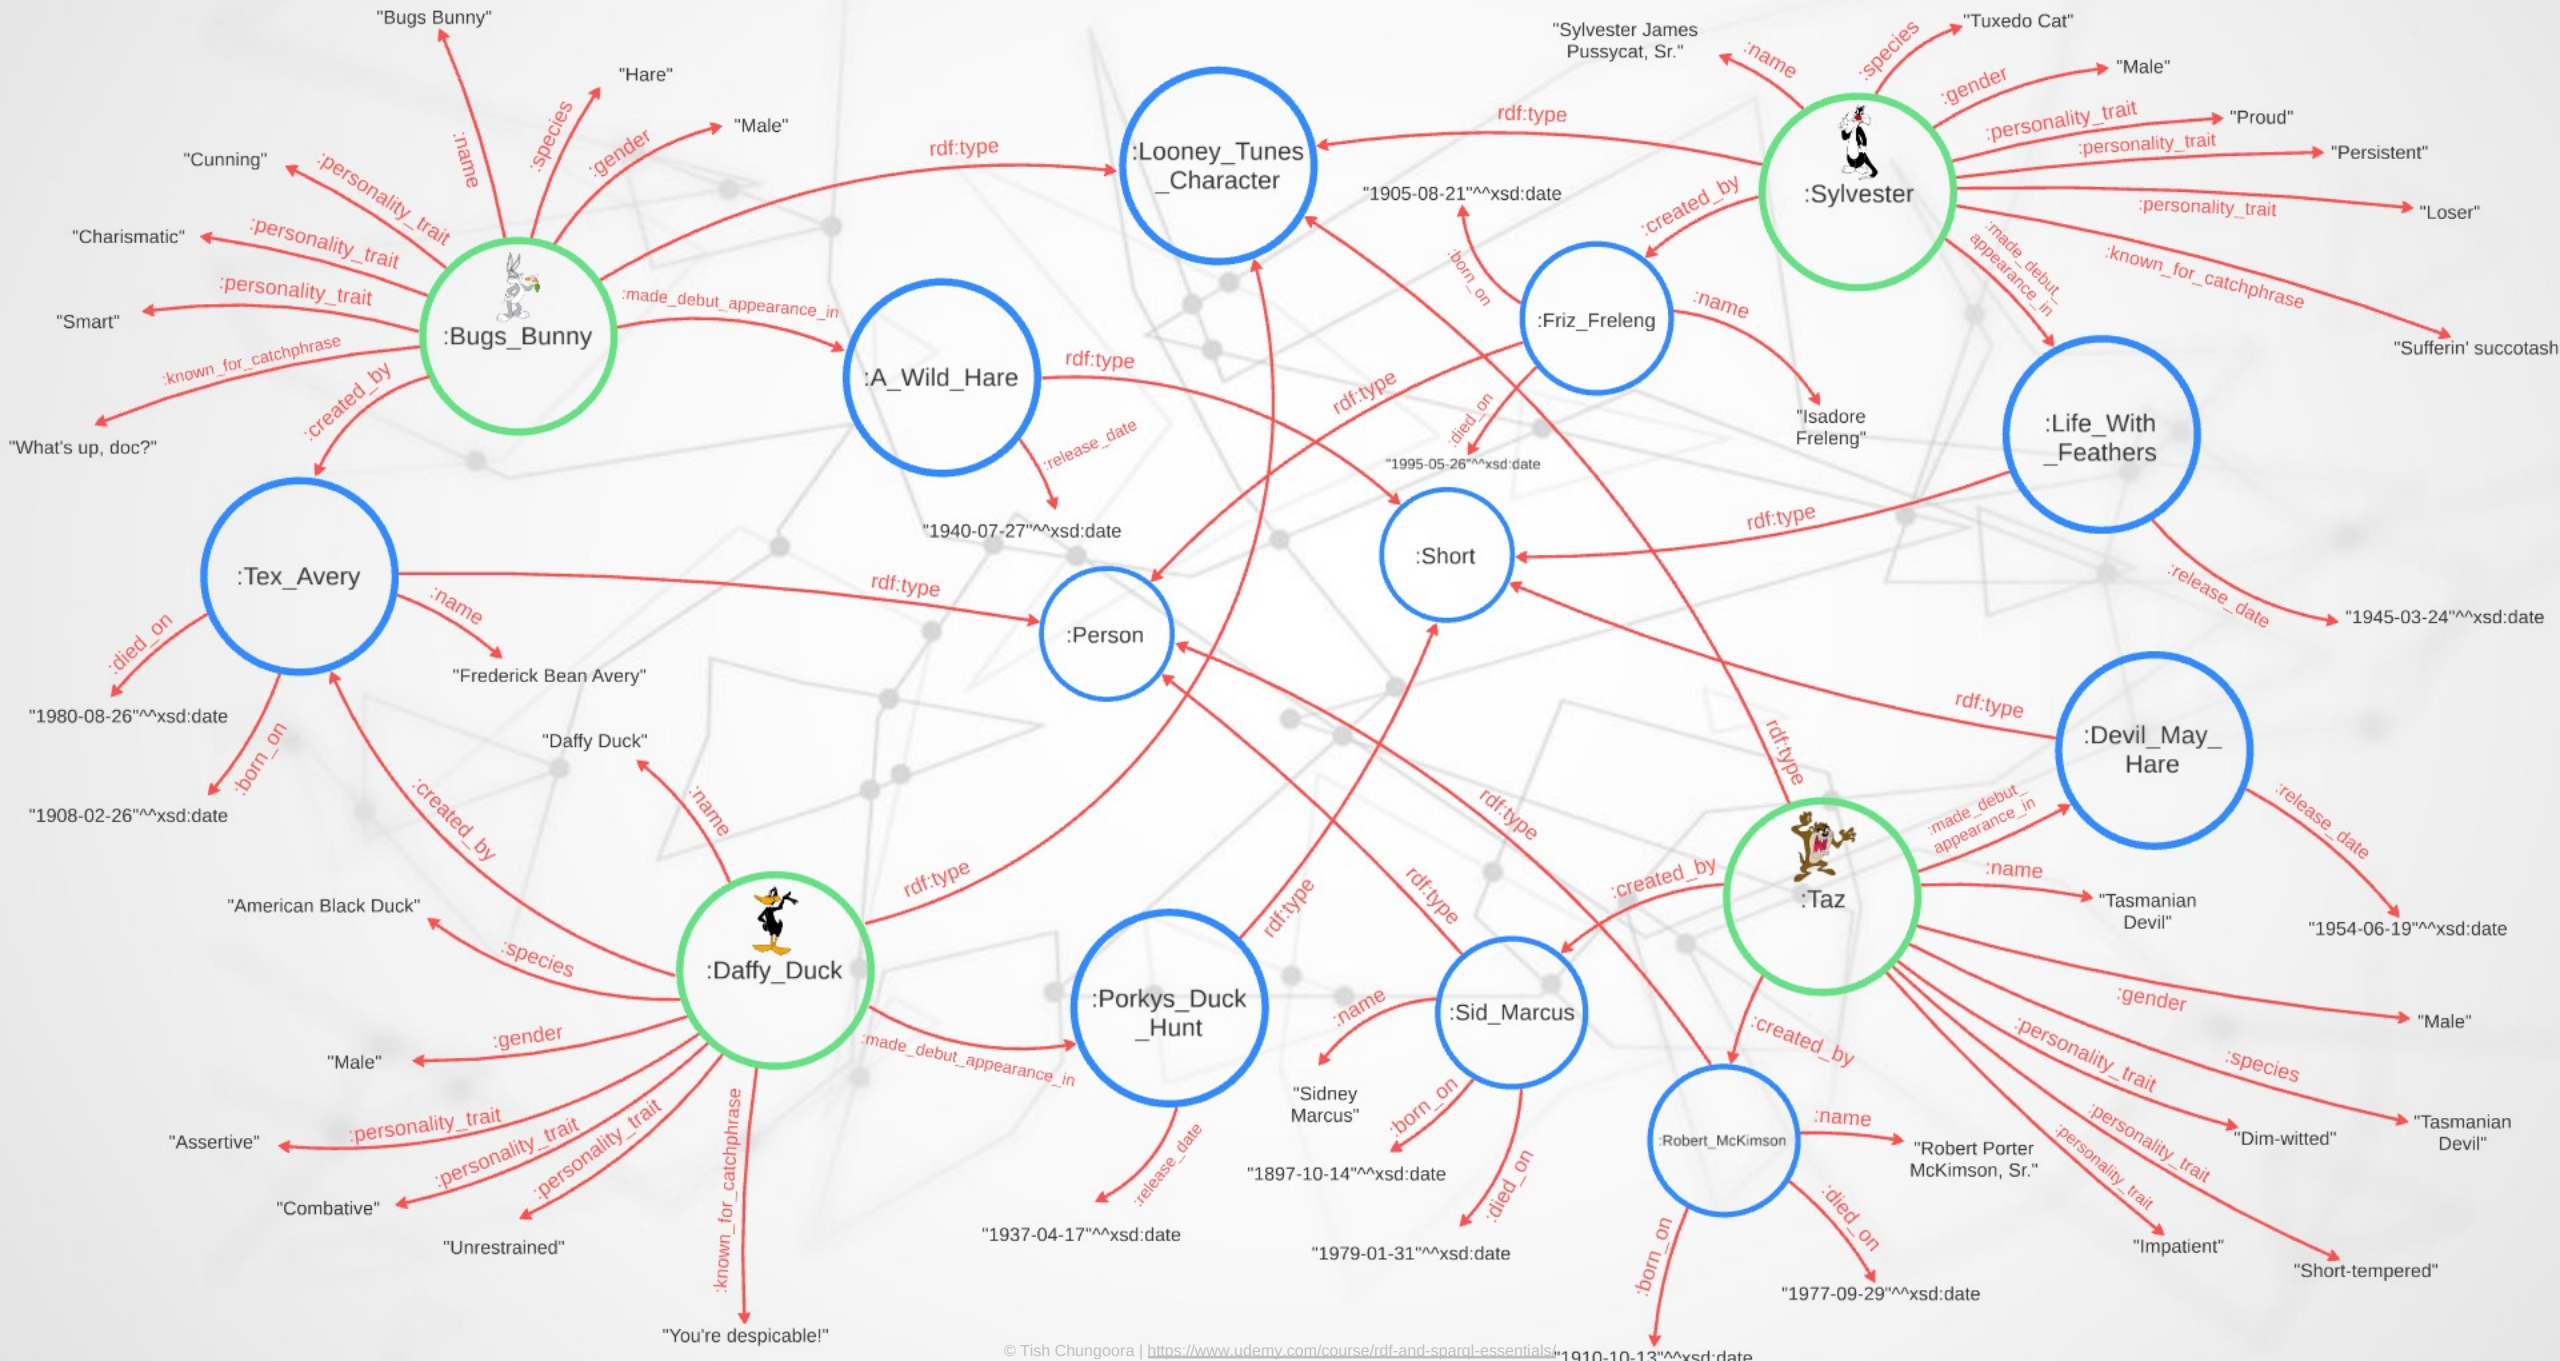 "Bugs Bunny"
"Hare"
"Male"
:name
:species
:gender
"Cunning"
:personality_trait
"Charismatic"
:personality_trait
"Smart"
:personality_trait
:known_for_catchphrase
"What's up, doc?"
:Bugs_Bunny
rdf:type
:made_debut_appearance_in
:created_by
:Looney_Tunes
_Character
:A_Wild_Hare
rdf:type
:release_date
"1940-07-27"^^xsd:date
"Sylvester James
Pussycat, Sr."
:name
:species
"Tuxedo Cat"
:gender
"Male"
:personality_trait
"Proud"
:personality_trait
"Persistent"
:personality_trait
"Loser"
:known_for_catchphrase
"Sufferin' succotash
:Sylvester
rdf:type
:created_by
:made_debut_
appearance_in
"1905-08-21"^^xsd:date
:born_on
:Friz_Freleng
:name
"Isadore
Freleng"
rdf:type
:died_on
"1995-05-26"^^xsd:date
:Life_With
_Feathers
rdf:type
:release_date
"1945-03-24"^^xsd:date
:Short
:Person
:Tex_Avery
rdf:type
:name
"Frederick Bean Avery"
:died_on
"1980-08-26"^^xsd:date
:born_on
"1908-02-26"^^xsd:date
"Daffy Duck"
:name
:created_by
rdf:type
"American Black Duck"
:species
:Daffy_Duck
:gender
"Male"
:personality_trait
"Assertive"
:personality_trait
"Combative"
:personality_trait
"Unrestrained"
:known_for_catchphrase
"You're despicable!"
:made_debut_appearance_in
:Porkys_Duck
_Hunt
rdf:type
:release_date
"1937-04-17"^^xsd:date
:Sid_Marcus
rdf:type
:name
"Sidney
Marcus"
:born_on
"1897-10-14"^^xsd:date
:died_on
"1979-01-31"^^xsd:date
:Devil_May_
Hare
rdf:type
:release_date
"1954-06-19"^^xsd:date
:Taz
rdf:type
:made_debut_
appearance_in
:name
"Tasmanian
Devil"
:created_by
:created_by
:gender
"Male"
:species
"Tasmanian
Devil"
:personality_trait
"Dim-witted"
:personality_trait
"Short-tempered"
:personality_trait
"Impatient"
:Robert_McKimson
rdf:type
:name
"Robert Porter
McKimson, Sr."
:died_on
"1977-09-29"^^xsd:date
:born_on
"1910-10-13"^^xsd:date
© Tish Chungoora | https://www.udemy.com/course/rdf-and-sparql-essentials/